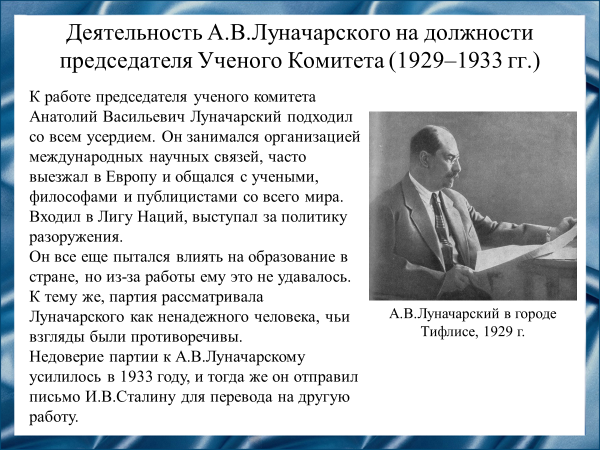 Деятельность А.В.Луначарского на должности
председателя Ученого Комитета (1929–1933 гг.)
К работе председателя ученого комитета
Анатолий Васильевич Луначарский подходил
со всем усердием. Он занимался организацией
международных научных связей, часто
выезжал в Европу и общался с учеными,
философами и публицистами со всего мира.
Входил в Лигу Наций, выступал за политику
разоружения.
Он все еще пытался влиять на образование в
стране, но из-за работы ему это не удавалось.
К тому же, партия рассматривала
Луначарского как ненадежного человека, чьи
взгляды были противоречивы.
Недоверие партии к А.В.Луначарскому
усилилось в 1933 году, и тогда же он отправил
письмо И.В.Сталину для перевода на другую
работу.
А.В.Луначарский в городе
Тифлисе, 1929 г.